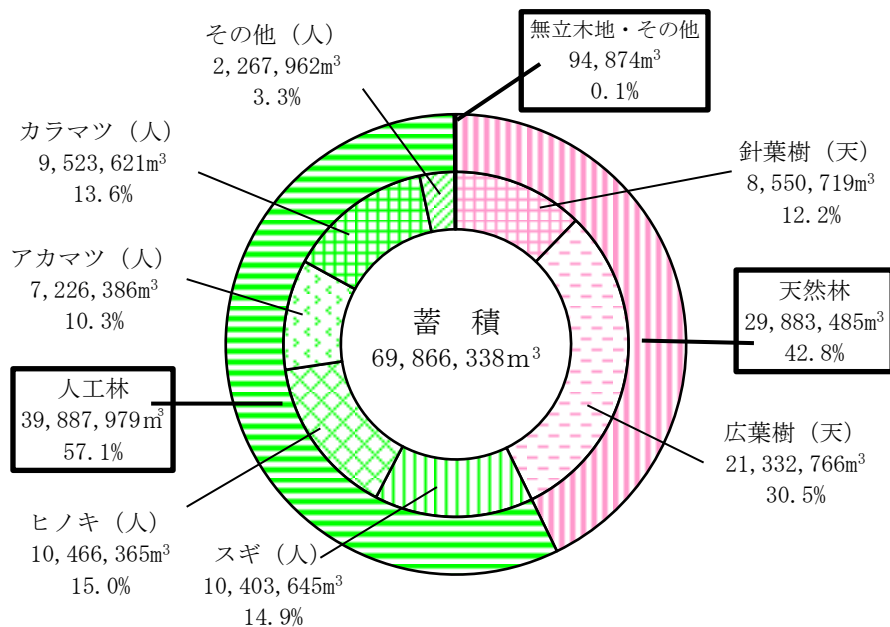 その他（人）
2,267,962m³
3.3%
無立木地・その他
94,874m³
0.1%
カラマツ（人）
9,523,621m³
13.6%
針葉樹（天）
8,550,719m³
12.2%
アカマツ（人）
7,226,386m³
10.3%
蓄　積
69,866,338m³
天然林
29,883,485m³
42.8%
人工林
39,887,979㎥
57.1%
広葉樹（天）
21,332,766m³
30.5%
ヒノキ（人）
10,466,365m³
15.0%
スギ（人）
10,403,645m³
14.9%